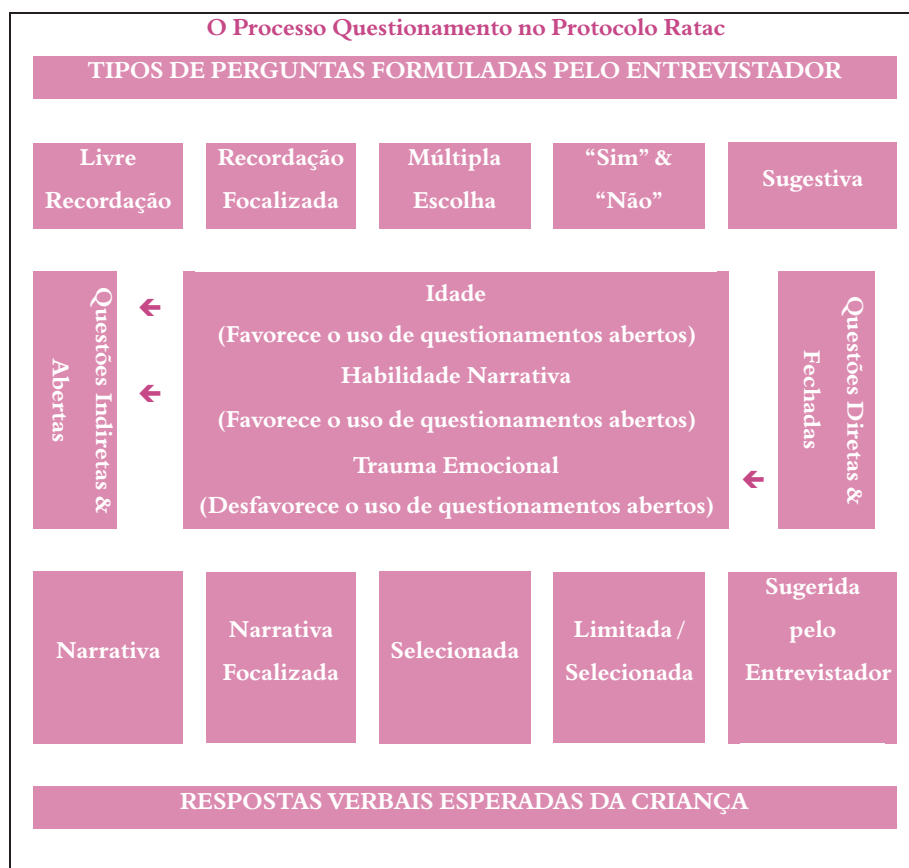 O Processo Questionamento no Protocolo Ratac
TIPOS DE PERGUNTAS FORMULADAS PELO ENTREVISTADOR
Livre
Recordação
Recordação
Focalizada
Múltipla
Escolha
“Sim” &
“Não”
Sugestiva
Questões Indiretas &
Abertas
Idade
(Favorece o uso de questionamentos abertos)
Habilidade Narrativa
(Favorece o uso de questionamentos abertos)
Trauma Emocional
(Desfavorece o uso de questionamentos abertos)
Questões Diretas &
Fechadas
Narrativa
Narrativa
Focalizada
Selecionada
Limitada /
Selecionada
Sugerida
pelo
Entrevistador
RESPOSTAS VERBAIS ESPERADAS DA CRIANÇA